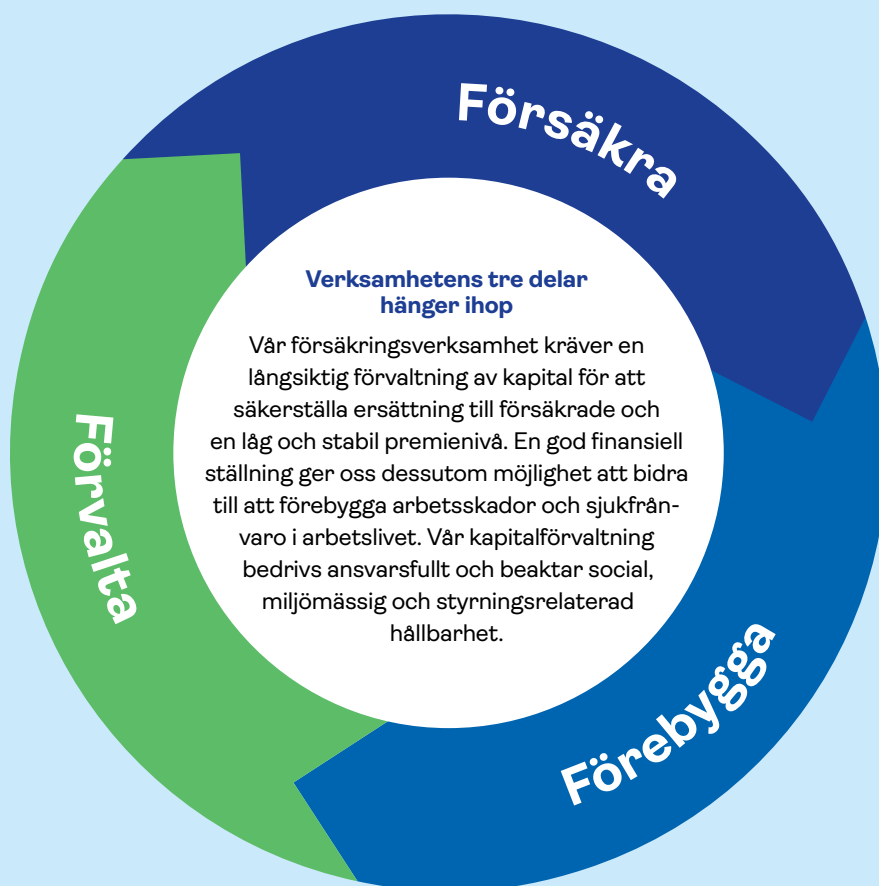 Försäkra
Verksamhetens tre delar
hänger ihop
Vår försäkringsverksamhet kräver en
långsiktig förvaltning av kapital för att
säkerställa ersättning till försäkrade och
en låg och stabil premienivå. En god finansiell
ställning ger oss dessutom möjlighet att bidra
till att förebygga arbetsskador och sjukfrån-
varo i arbetslivet. Vår kapitalförvaltning
bedrivs ansvarsfullt och beaktar social,
miljömässig och styrningsrelaterad
hållbarhet.
Förebygga
Förvalta